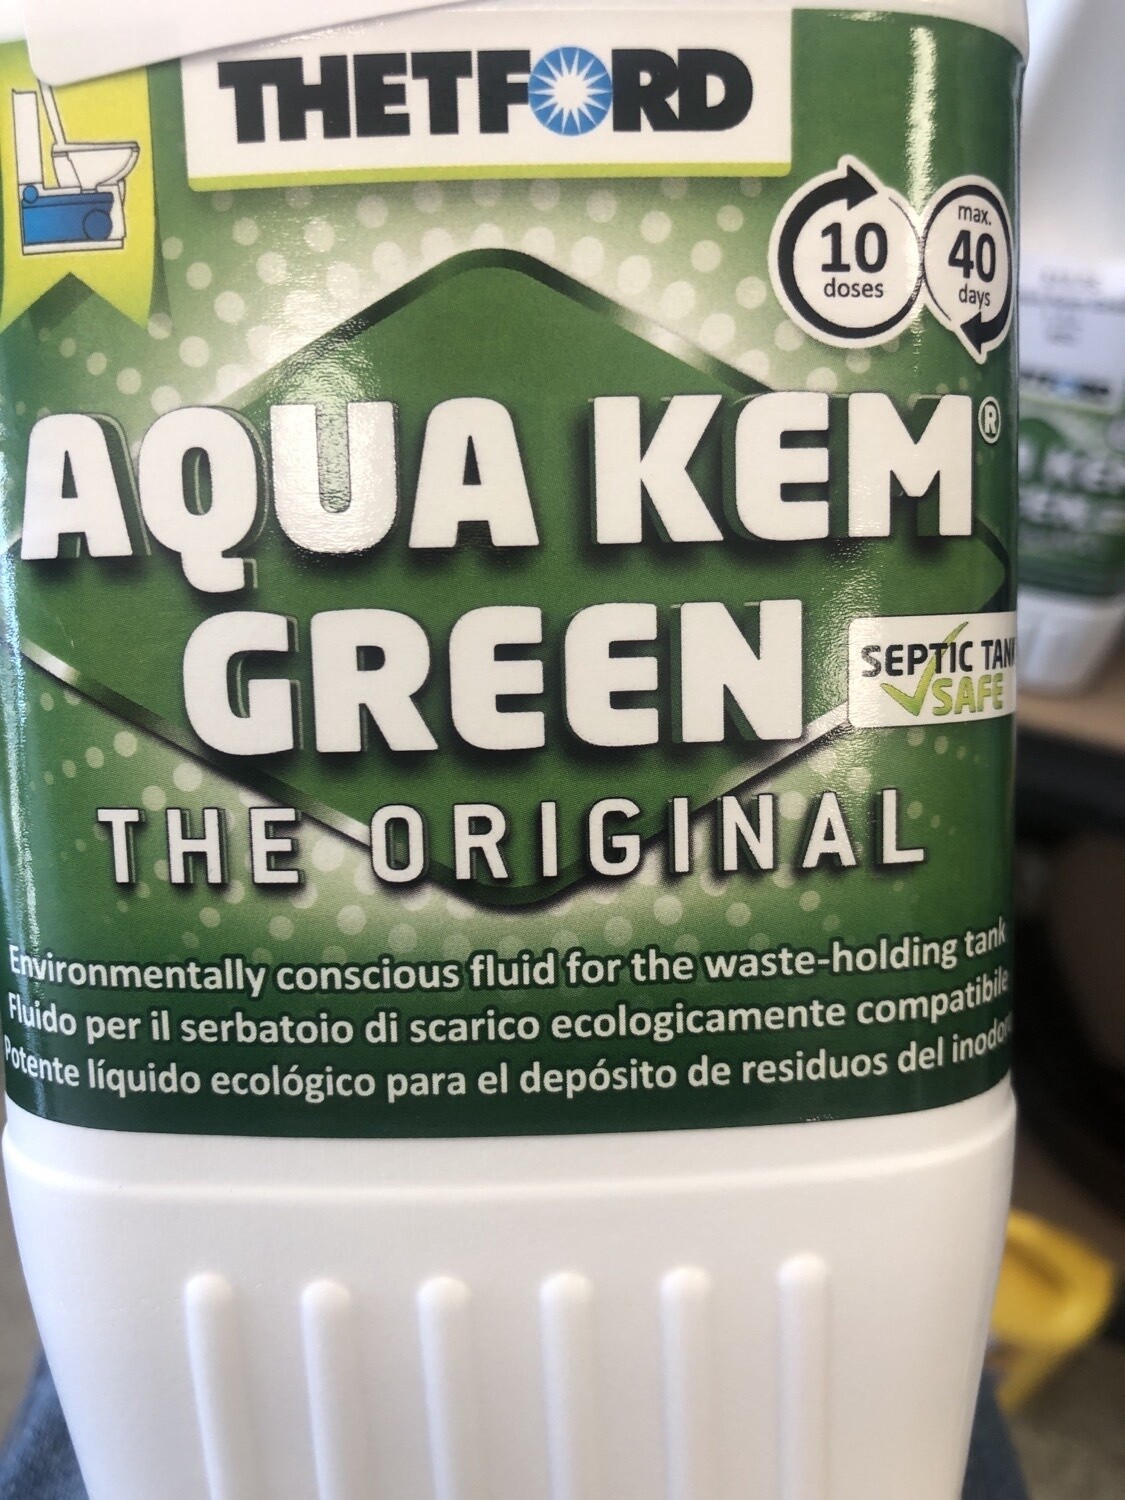 THETFORD
10
doses
max.
40
days
AQUA KEM®
GREEN
SEPTIC TANK
SAFE
THE ORIGINAL
Environmentally conscious fluid for the waste-holding tank
Fluido per il serbatoio di scarico ecologicamente compatibile
Potente líquido ecológico para el depósito de residuos del inodoro